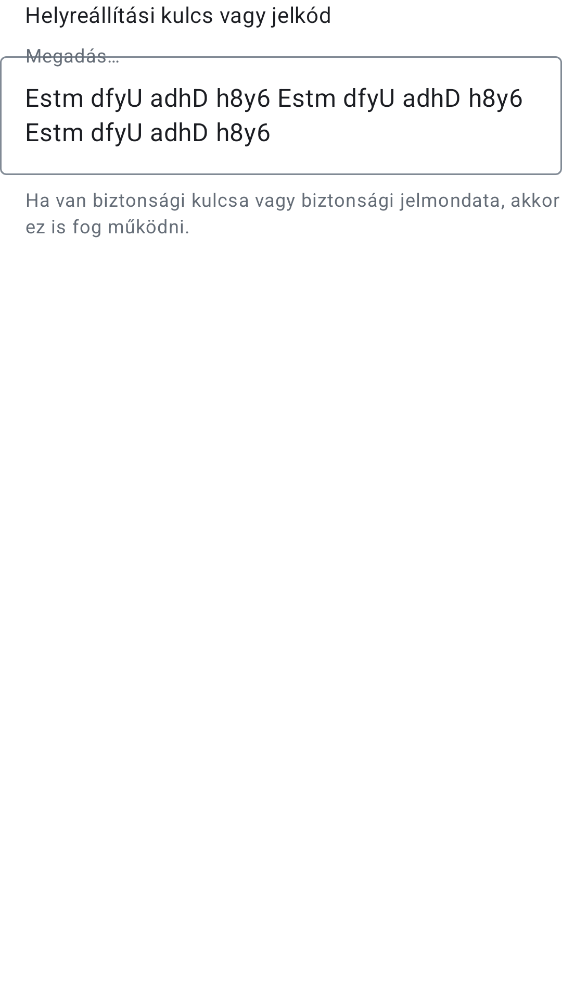 Helyreállítási kulcs vagy jelkód
Megadás…
Estm dfyU adhD h8y6 Estm dfyU adhD h8y6
Estm dfyU adhD h8y6
Ha van biztonsági kulcsa vagy biztonsági jelmondata, akkor
ez is fog működni.